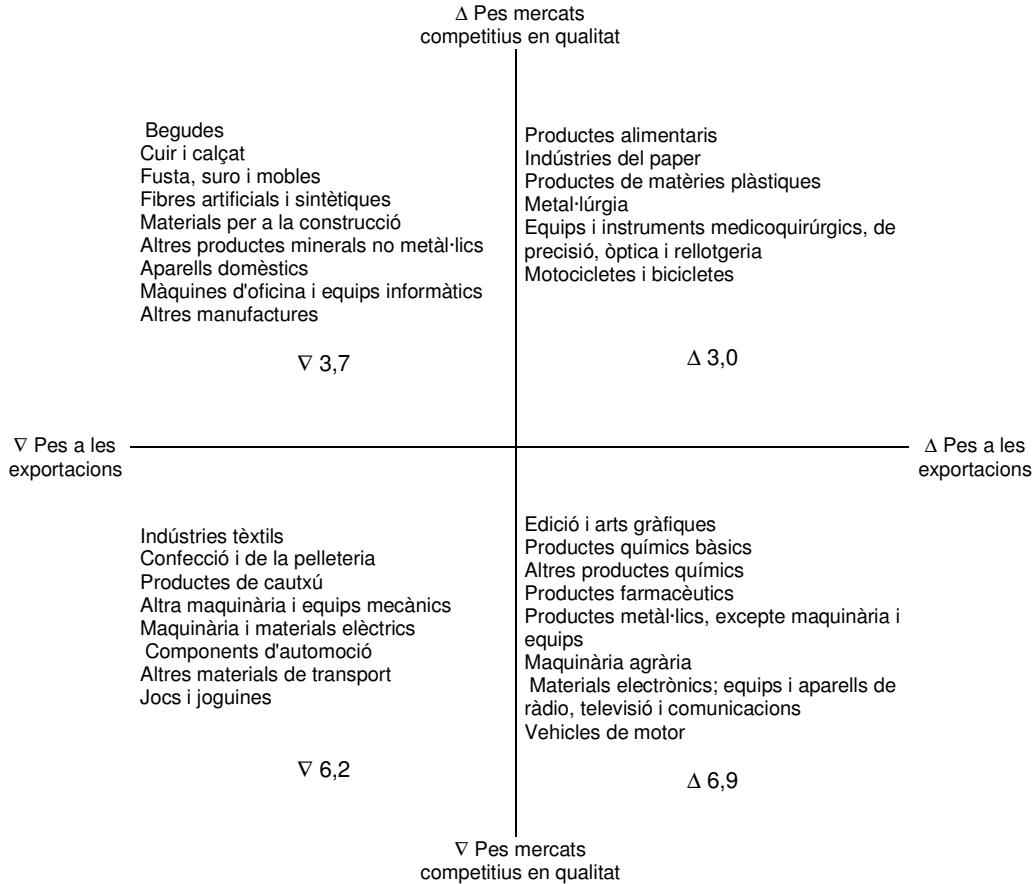 Δ Pes mercats
competitius en qualitat
Begudes
Cuir i calçat
Fusta, suro i mobles
Fibres artificials i sintètiques
Materials per a la construcció
Altres productes minerals no metàl·lics
Aparells domèstics
Màquines d'oficina i equips informàtics
Altres manufactures
∇ 3,7
Productes alimentaris
Indústries del paper
Productes de matèries plàstiques
Metal·lúrgia
Equips i instruments medicoquirúrgics, de
precisió, òptica i rellotgeria
Motocicletes i bicicletes
Δ 3,0
∇ Pes a les
exportacions
Δ Pes a les
exportacions
Indústries tèxtils
Confecció i de la pelleteria
Productes de cautxú
Altra maquinària i equips mecànics
Maquinària i materials elèctrics
Components d'automoció
Altres materials de transport
Jocs i joguines
∇ 6,2
Edició i arts gràfiques
Productes químics bàsics
Altres productes químics
Productes farmacèutics
Productes metàl·lics, excepte maquinària i
equips
Maquinària agrària
Materials electrònics; equips i aparells de
ràdio, televisió i comunicacions
Vehicles de motor
Δ 6,9
∇ Pes mercats
competitius en qualitat